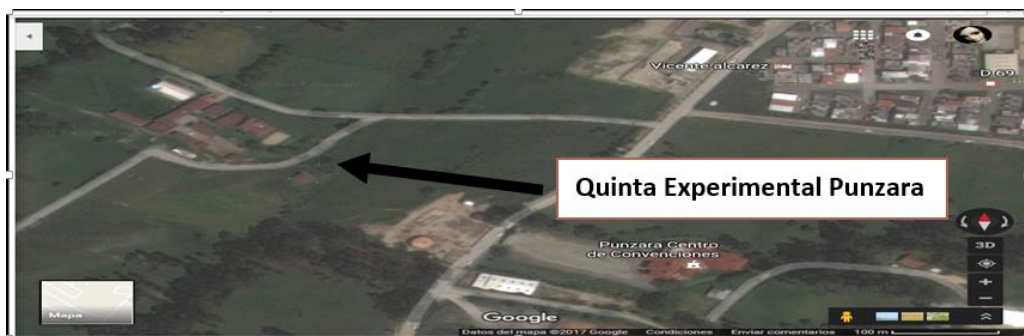 Vicente alcarez
D 69
Quinta Experimental Punzara
Punzara Centro
de Convenciones
3D
Mapa
Google
Datos del mapa ©2017 Google Condiciones Enviar comentarios 100 m